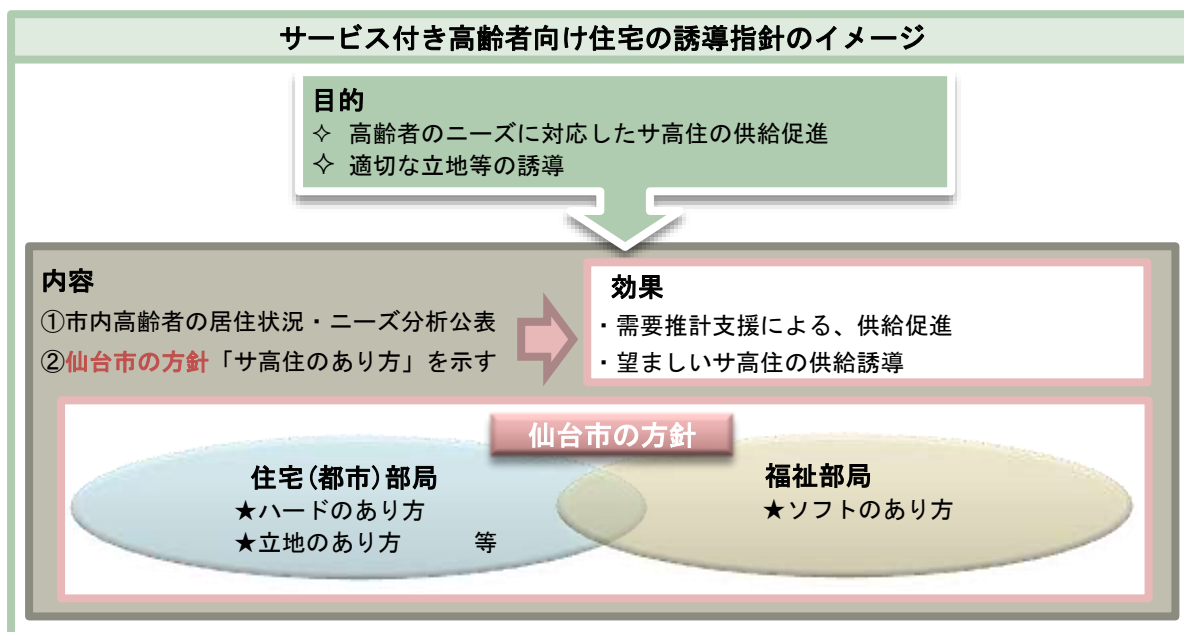 サービス付き高齢者向け住宅の誘導指針のイメージ
目的
✧ 高齢者のニーズに対応したサ高住の供給促進
✧ 適切な立地等の誘導
内容
①市内高齢者の居住状況・ニーズ分析公表
②仙台市の方針「サ高住のあり方」を示す
効果
・需要推計支援による、供給促進
・望ましいサ高住の供給誘導
仙台市の方針
住宅(都市)部局
★ハードのあり方
★立地のあり方 等
福祉部局
★ソフトのあり方